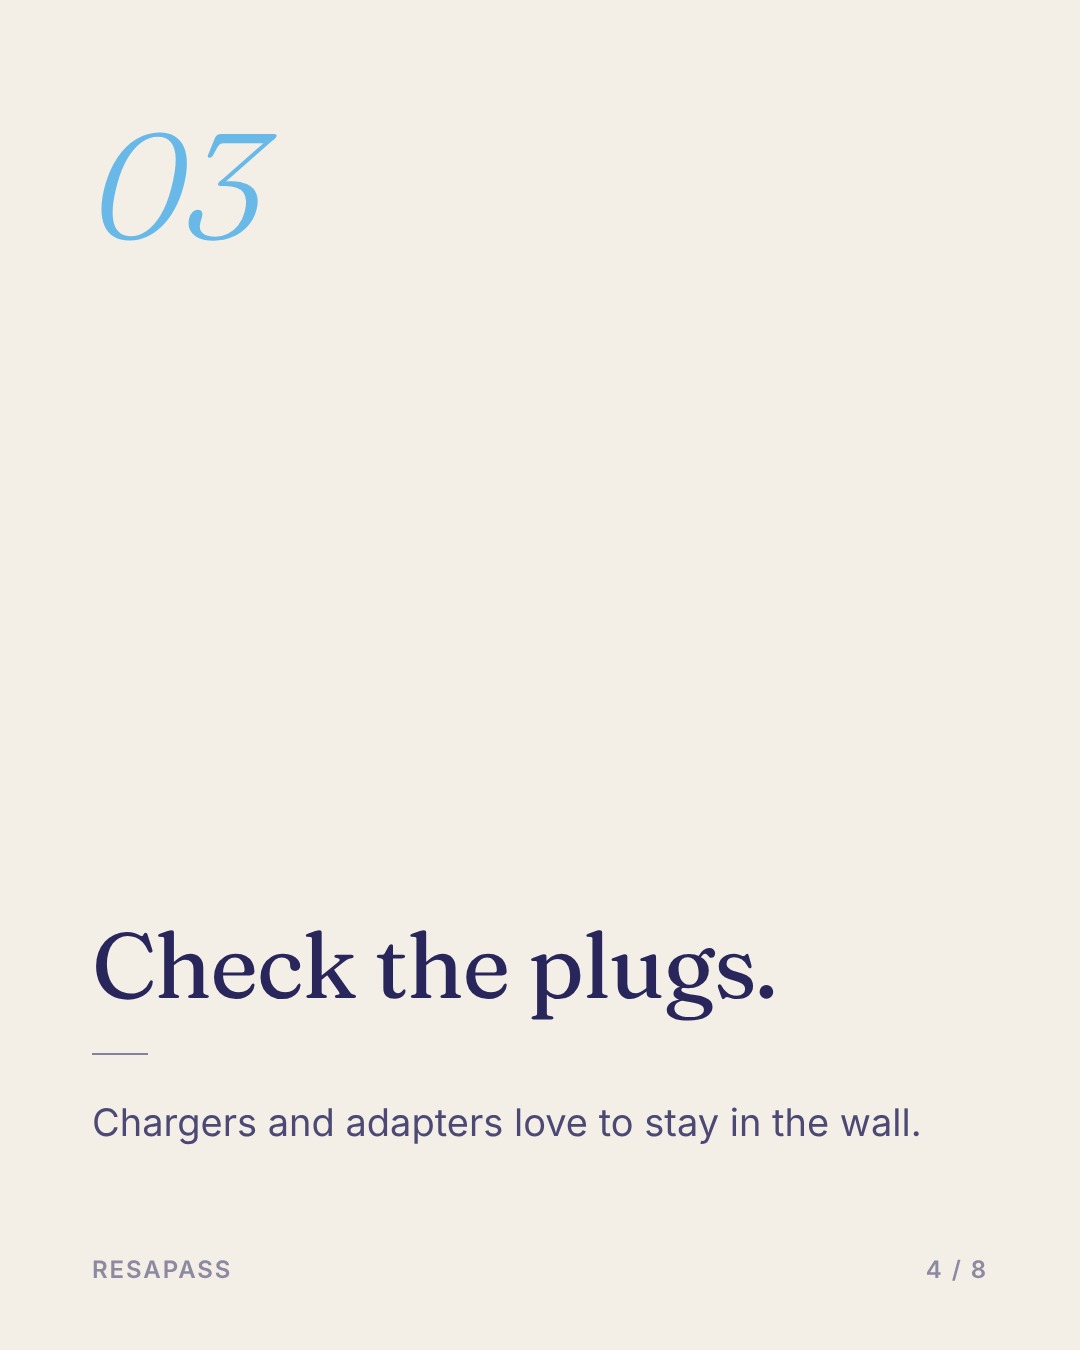 03
Check the plugs.
Chargers and adapters love to stay in the wall.
RESAPASS
4 / 8